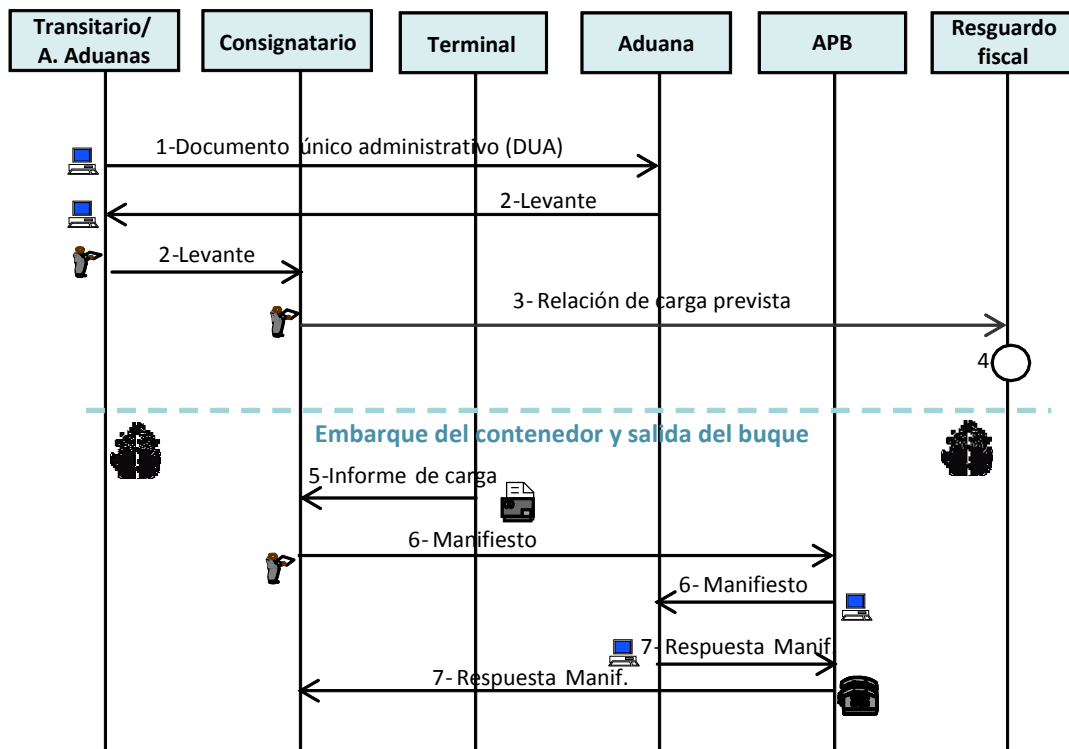 Transitario/
A. Aduanas
Consignatario
Terminal
Aduana
APB
Resguardo
fiscal
1-Documento único administrativo (DUA)
2-Levante
2-Levante
3- Relación de carga prevista
4
Embarque del contenedor y salida del buque
5-Informe de carga
6- Manifiesto
6- Manifiesto
7- Respuesta Manif.
7- Respuesta Manif.